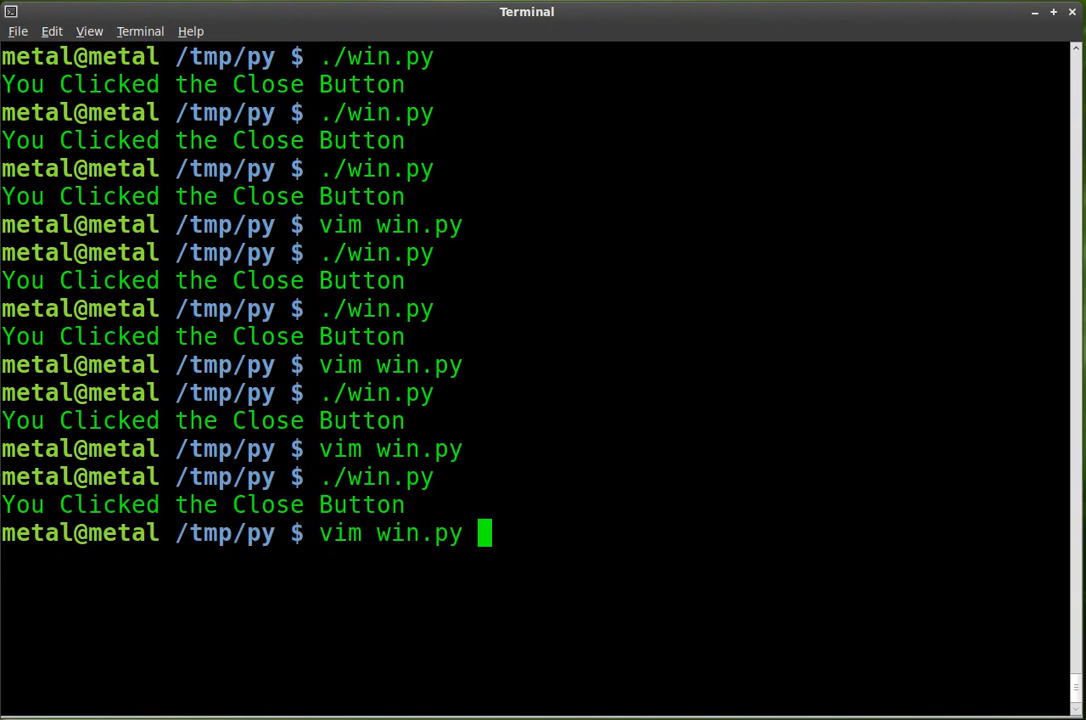 Terminal
File Edit View Terminal Help
metal@metal /tmp/py $ ./win.py
You Clicked the Close Button
metal@metal /tmp/py $ ./win.py
You Clicked the Close Button
metal@metal /tmp/py $ ./win.py
You Clicked the Close Button
metal@metal /tmp/py $ vim win.py
metal@metal /tmp/py $ ./win.py
You Clicked the Close Button
metal@metal /tmp/py $ ./win.py
You Clicked the Close Button
metal@metal /tmp/py $ vim win.py
metal@metal /tmp/py $ ./win.py
You Clicked the Close Button
metal@metal /tmp/py $ vim win.py
metal@metal /tmp/py $ ./win.py
You Clicked the Close Button
metal@metal /tmp/py $ vim win.py